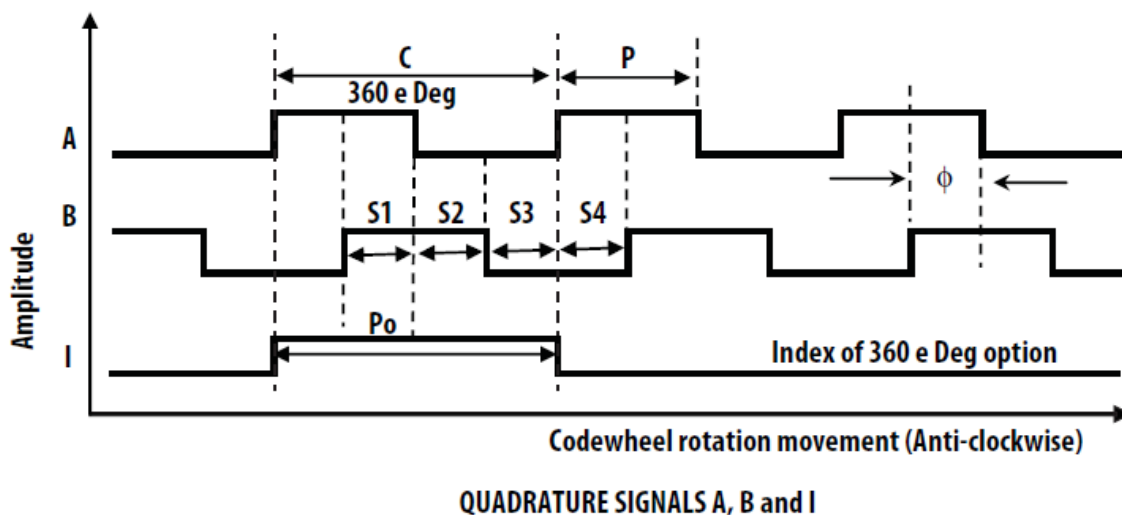 C
P
360 e Deg
A
ϕ
B
S1 S2 S3 S4
Amplitude
Po
I
Index of 360 e Deg option
Codewheel rotation movement (Anti-clockwise)
QUADRATURE SIGNALS A, B and I